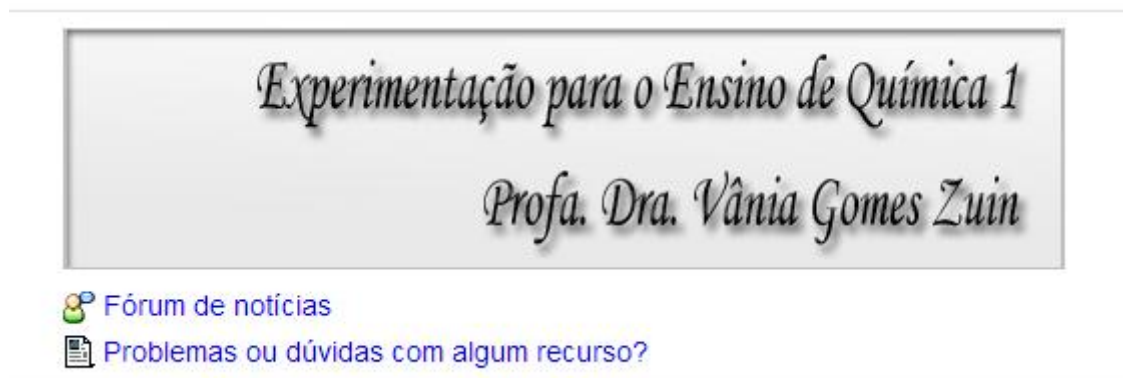 Experimentação para o Ensino de Química 1
Profa. Dra. Vânia Gomes Zuin
Fórum de notícias
Problemas ou dúvidas com algum recurso?